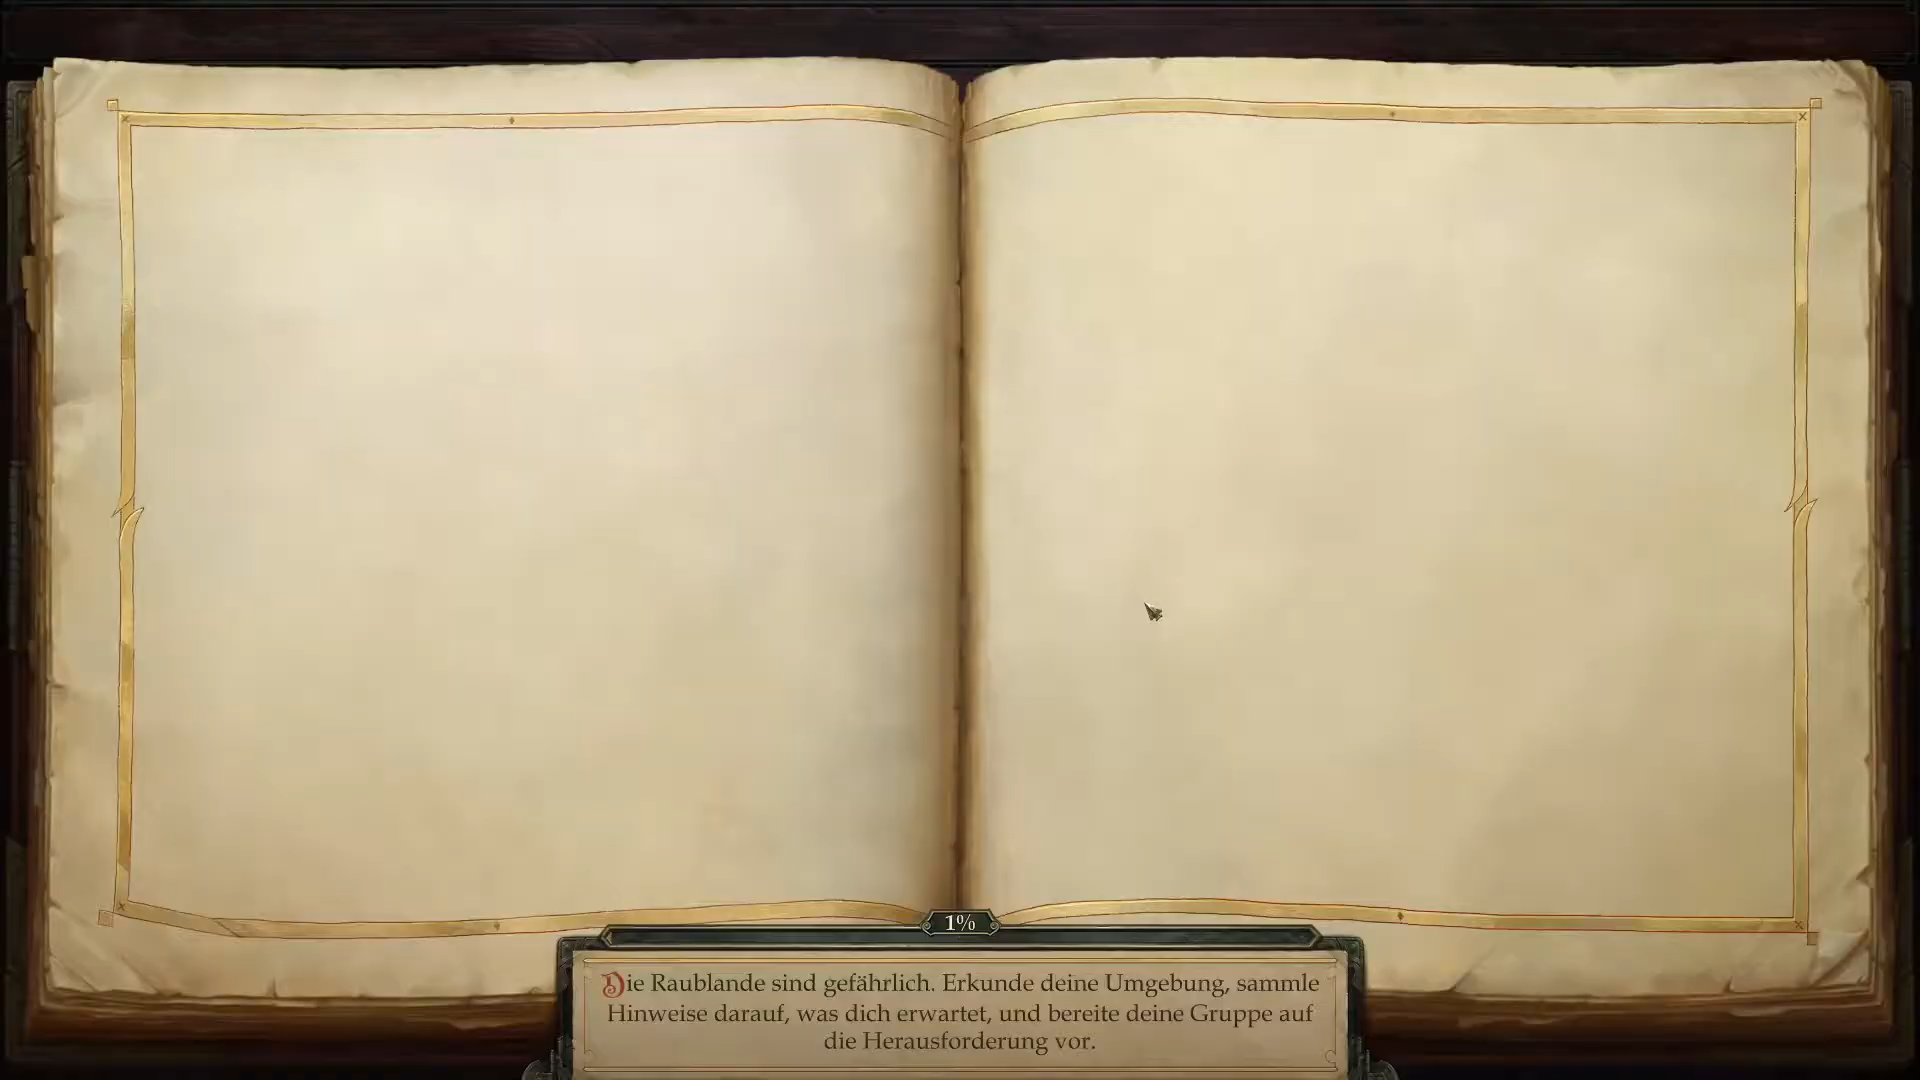 1%
Die Raublande sind gefährlich. Erkunde deine Umgebung, sammle
Hinweise darauf, was dich erwartet, und bereite deine Gruppe auf
die Herausforderung vor.